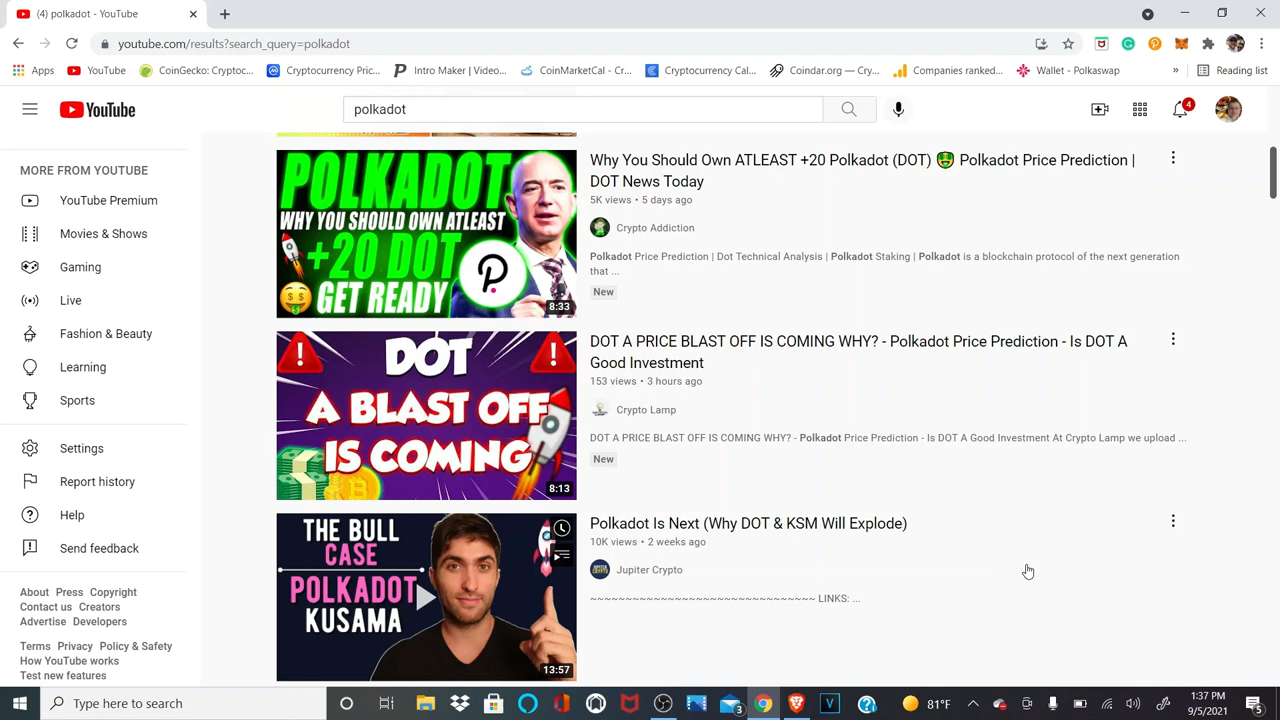 (4) polkadot - YouTube
youtube.com/results?search_query=polkadot
Apps
YouTube
CoinGecko: Cryptoc...
Cryptocurrency Pric...
Intro Maker | Video...
CoinMarketCal - Cr...
Cryptocurrency Cal...
Coindar.org — Cry...
Companies ranked...
Wallet - Polkaswap
»
Reading list
YouTube
polkadot
4
MORE FROM YOUTUBE
YouTube Premium
Movies & Shows
Gaming
Live
Fashion & Beauty
Learning
Sports
Settings
Report history
Help
Send feedback
About Press Copyright
Contact us Creators
Advertise Developers
Terms Privacy Policy & Safety
How YouTube works
Test new features
POLKADOT
WHY YOU SHOULD OWN ATLEAST
+20 DOT
GET READY
8:33
Why You Should Own ATLEAST +20 Polkadot (DOT) 🤑 Polkadot Price Prediction |
DOT News Today
5K views • 5 days ago
Crypto Addiction
Polkadot Price Prediction | Dot Technical Analysis | Polkadot Staking | Polkadot is a blockchain protocol of the next generation
that ...
New
DOT
A BLAST OFF
IS COMING
8:13
DOT A PRICE BLAST OFF IS COMING WHY? - Polkadot Price Prediction - Is DOT A
Good Investment
153 views • 3 hours ago
Crypto Lamp
DOT A PRICE BLAST OFF IS COMING WHY? - Polkadot Price Prediction - Is DOT A Good Investment At Crypto Lamp we upload ...
New
THE BULL
CASE
POLKADOT
KUSAMA
13:57
Polkadot Is Next (Why DOT & KSM Will Explode)
10K views • 2 weeks ago
Jupiter Crypto
~~~~~~~~~~~~~~~~~~~~~~~~~~~~~~~~ LINKS: ...
Type here to search
3
81°F
1:37 PM
9/5/2021
5